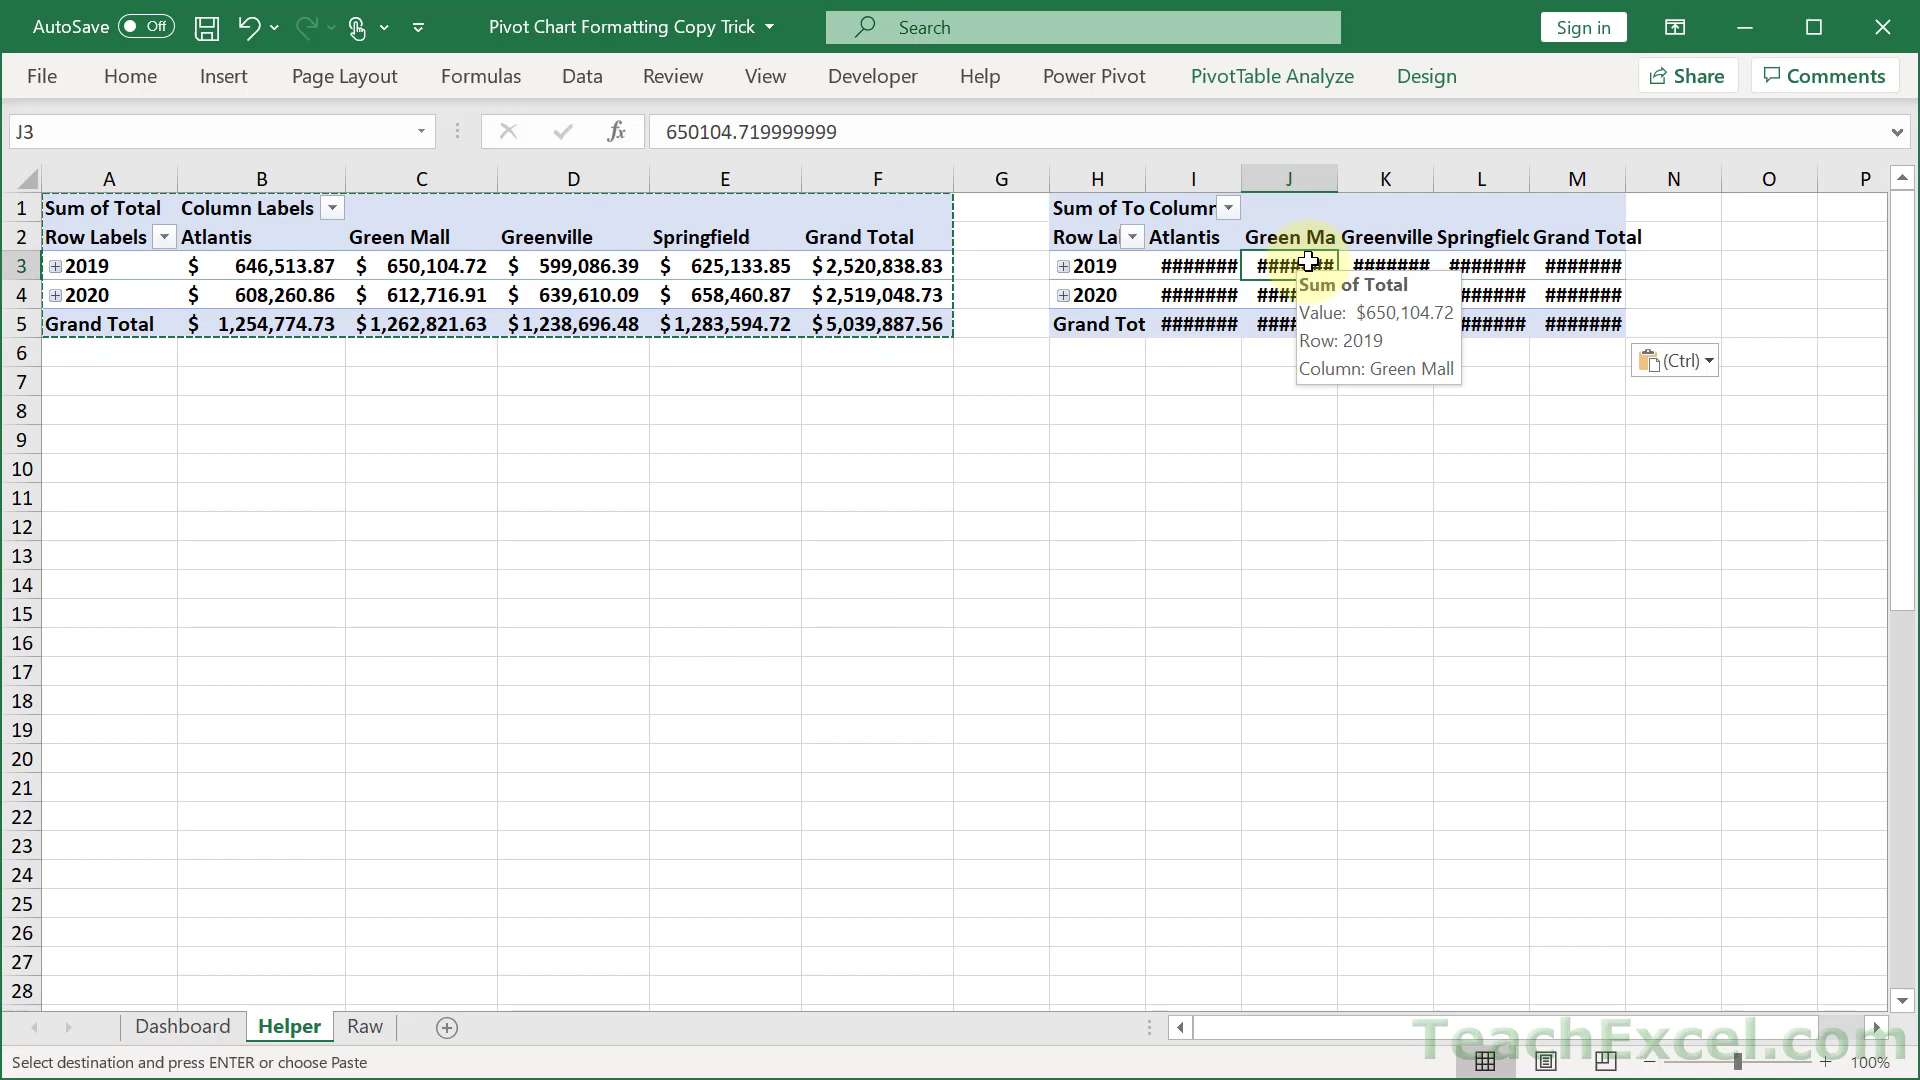 AutoSave Off Pivot Chart Formatting Copy Trick Search Sign in
File Home Insert Page Layout Formulas Data Review View Developer Help Power Pivot PivotTable Analyze Design Share Comments
J3 fx 650104.719999999
A B C D E F G H I J K L M N O P
1 Sum of Total Column Labels Sum of To Column
2 Row Labels Atlantis Green Mall Greenville Springfield Grand Total Row La Atlantis Green Ma Greenville Springfield Grand Total
3 2019 $ 646,513.87 $ 650,104.72 $ 599,086.39 $ 625,133.85 $2,520,838.83 2019 ####### ####### ####### ####### #######
4 2020 $ 608,260.86 $ 612,716.91 $ 639,610.09 $ 658,460.87 $2,519,048.73 2020 ####### #### ###### #######
5 Grand Total $ 1,254,774.73 $1,262,821.63 $1,238,696.48 $1,283,594.72 $5,039,887.56 Grand Tot ####### #### ###### #######
Sum of Total
Value: $650,104.72
Row: 2019
Column: Green Mall
(Ctrl)
6
7
8
9
10
11
12
13
14
15
16
17
18
19
20
21
22
23
24
25
26
27
28
Dashboard Helper Raw
TeachExcel.com
Select destination and press ENTER or choose Paste 100%